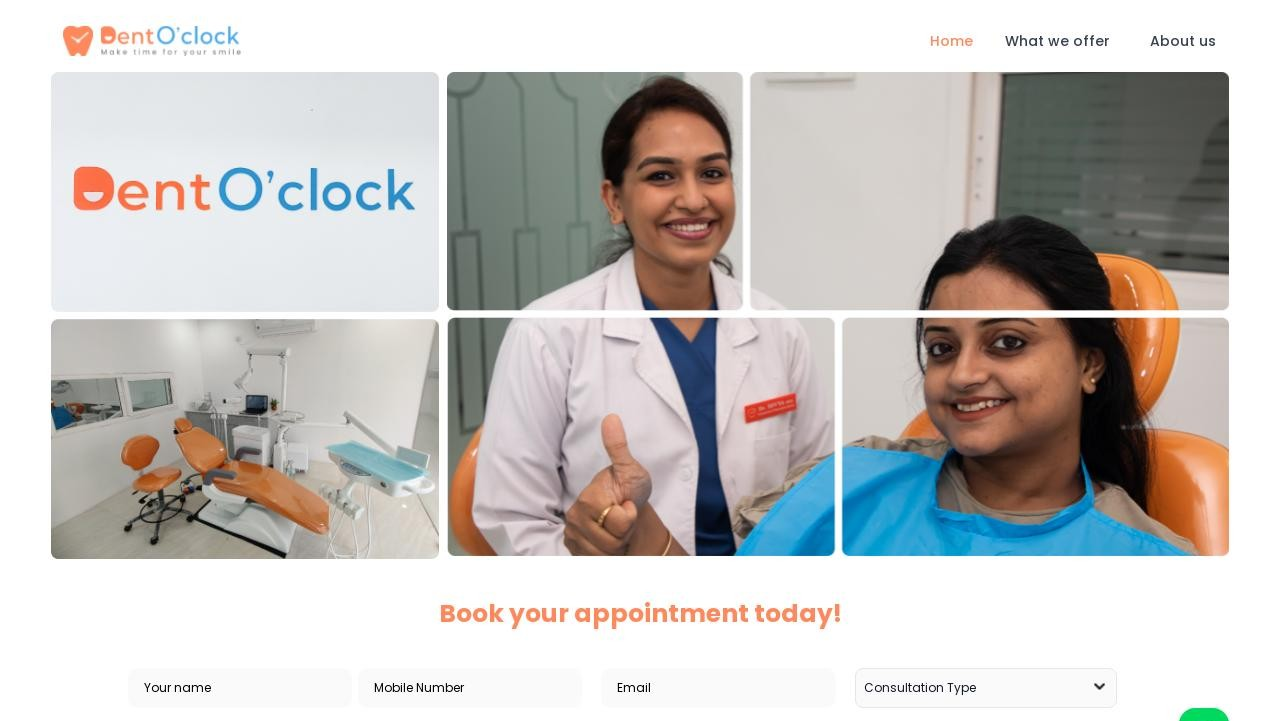 DentO'clock
Make time for your smile
Home
What we offer
About us
DentO'clock
Book your appointment today!
Your name
Mobile Number
Email
Consultation Type